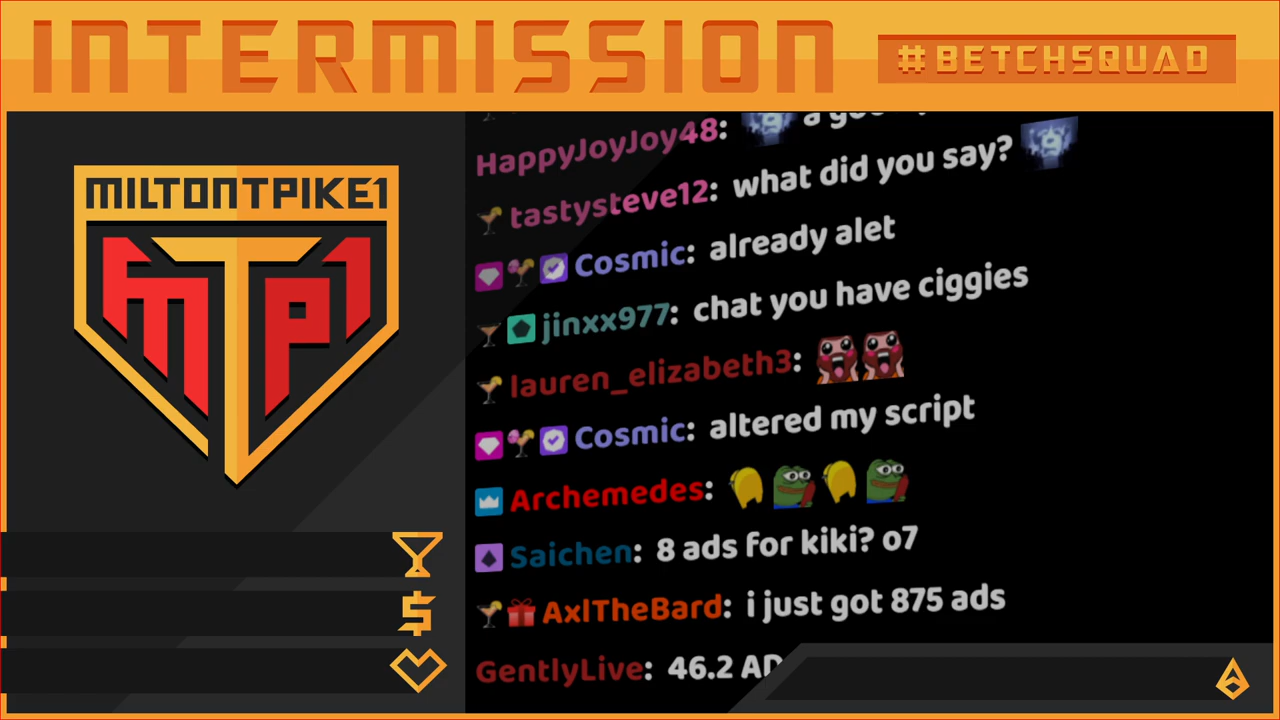 INTERMISSION
#BETCHSQUAD
MILTONTPIKE1
MTP1
HappyJoyJoy48: a
tastysteve12: what did you say?
Cosmic: already alet
jinxx977: chat you have ciggies
lauren_elizabeth3:
Cosmic: altered my script
Archemedes:
Saichen: 8 ads for kiki? o7
AxlTheBard: i just got 875 ads
GentlyLive: 46.2 AD